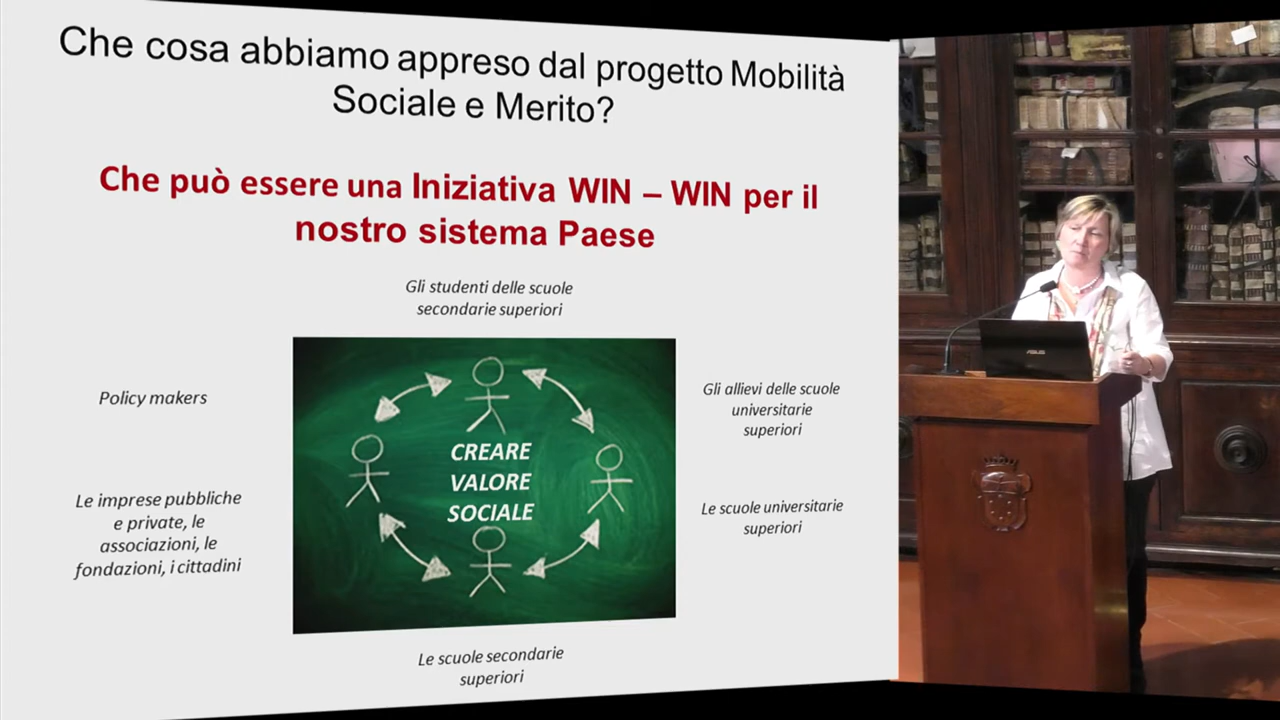 Che cosa abbiamo appreso dal progetto Mobilità
Sociale e Merito?
Che può essere una Iniziativa WIN – WIN per il
nostro sistema Paese
Gli studenti delle scuole
secondarie superiori
Policy makers
Gli allievi delle scuole
universitarie
superiori
CREARE
VALORE
SOCIALE
Le imprese pubbliche
e private, le
associazioni, le
fondazioni, i cittadini
Le scuole universitarie
superiori
Le scuole secondarie
superiori
ASUS